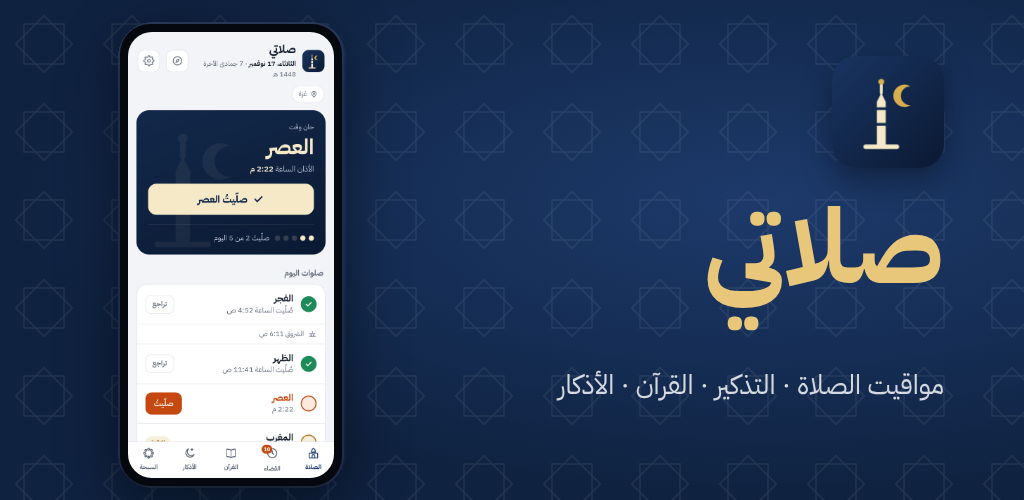 صلاتي
مواقيت الصلاة · التذكير · القرآن · الأذكار
صلاتي
الثلاثاء، 17 نوفمبر · 7 جمادى الآخرة
1448 هـ
غزة
حان وقت
العصر
الأذان الساعة 2:22 م
صلّيتُ العصر
صلّيتَ 2 من 5 اليوم
صلوات اليوم
الفجر
صُلّيت الساعة 4:52 ص
تراجع
الشروق 6:11 ص
الظهر
صُلّيت الساعة 11:41 ص
تراجع
العصر
2:22 م
صلّيتُ
المغرب
الصلاة
القضاء
القرآن
الأذكار
السبحة